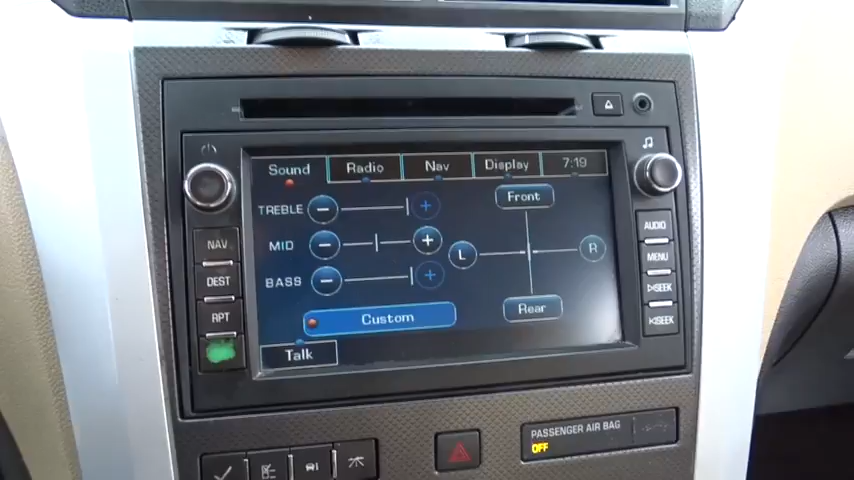 Sound Radio Nav Display 7:19
TREBLE − +
Front
MID − +
L R
BASS − +
Rear
Custom
Talk
NAV
DEST
RPT
AUDIO
MENU
SEEK
SEEK
PASSENGER AIR BAG
OFF